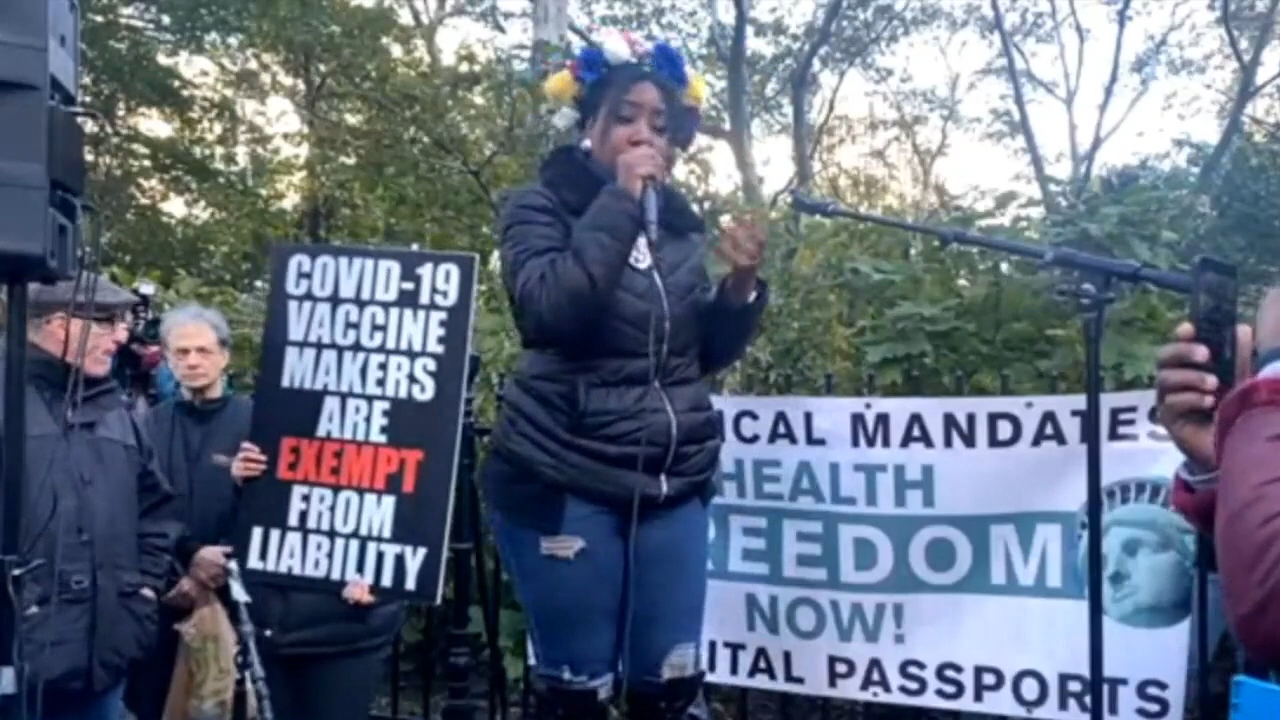 COVID-19
VACCINE
MAKERS
ARE
EXEMPT
FROM
LIABILITY
ICAL MANDATES
HEALTH
REEDOM
NOW!
ITAL PASSPORTS